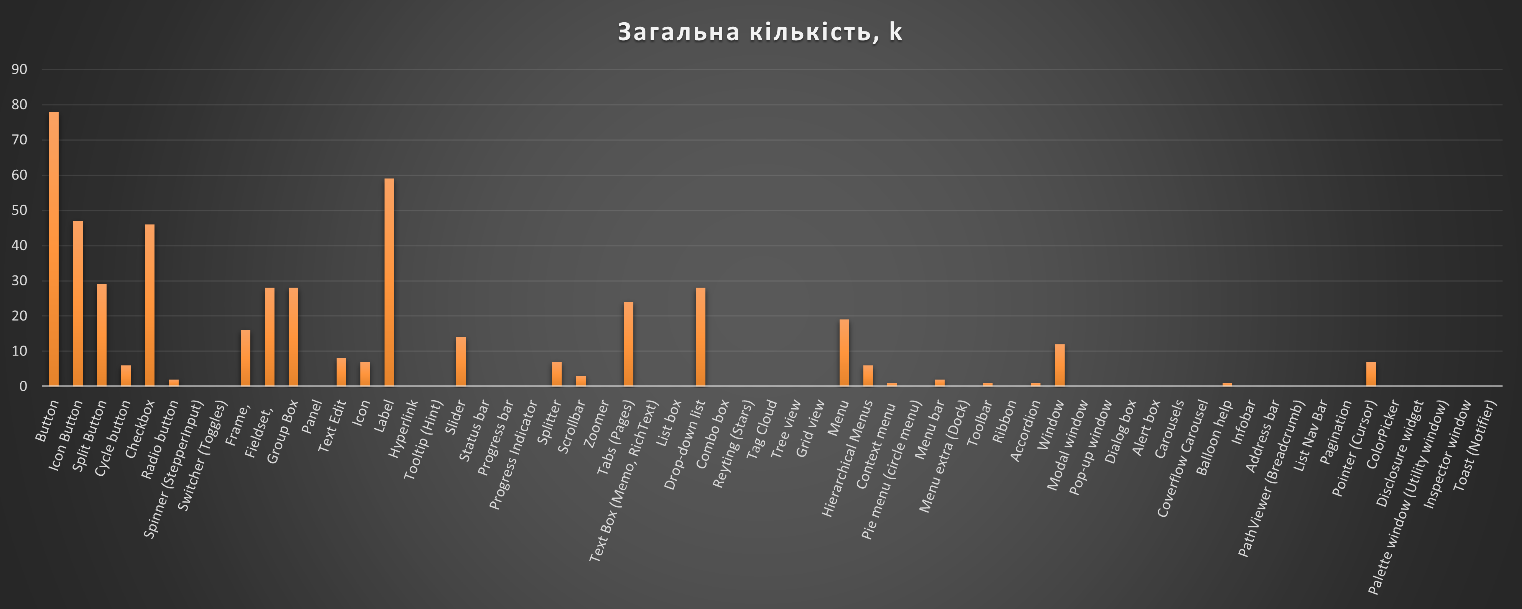 Загальна кількість, k
90
80
70
60
50
40
30
20
10
0
Button
Icon Button
Split Button
Cycle button
Checkbox
Radio button
Spinner (StepperInput)
Switcher (Toggles)
Frame,
Fieldset,
Group Box
Panel
Text Edit
Icon
Label
Hyperlink
Tooltip (Hint)
Slider
Status bar
Progress bar
Progress Indicator
Splitter
Scrollbar
Zoomer
Tabs (Pages)
Text Box (Memo, RichText)
List box
Drop-down list
Combo box
Reyting (Stars)
Tag Cloud
Tree view
Grid view
Menu
Hierarchical Menus
Context menu
Pie menu (Circle menu)
Menu bar
Menu extra (Dock)
Toolbar
Ribbon
Accordion
Window
Modal window
Pop-up window
Dialog box
Alert box
Carousels
Coverflow Carousel
Balloon help
Infobar
Address bar
PathViewer (Breadcrumb)
List Nav Bar
Pagination
Pointer (Cursor)
ColorPicker
Disclosure widget
Palette window (Utility window)
Inspector window
Toast (Notifier)